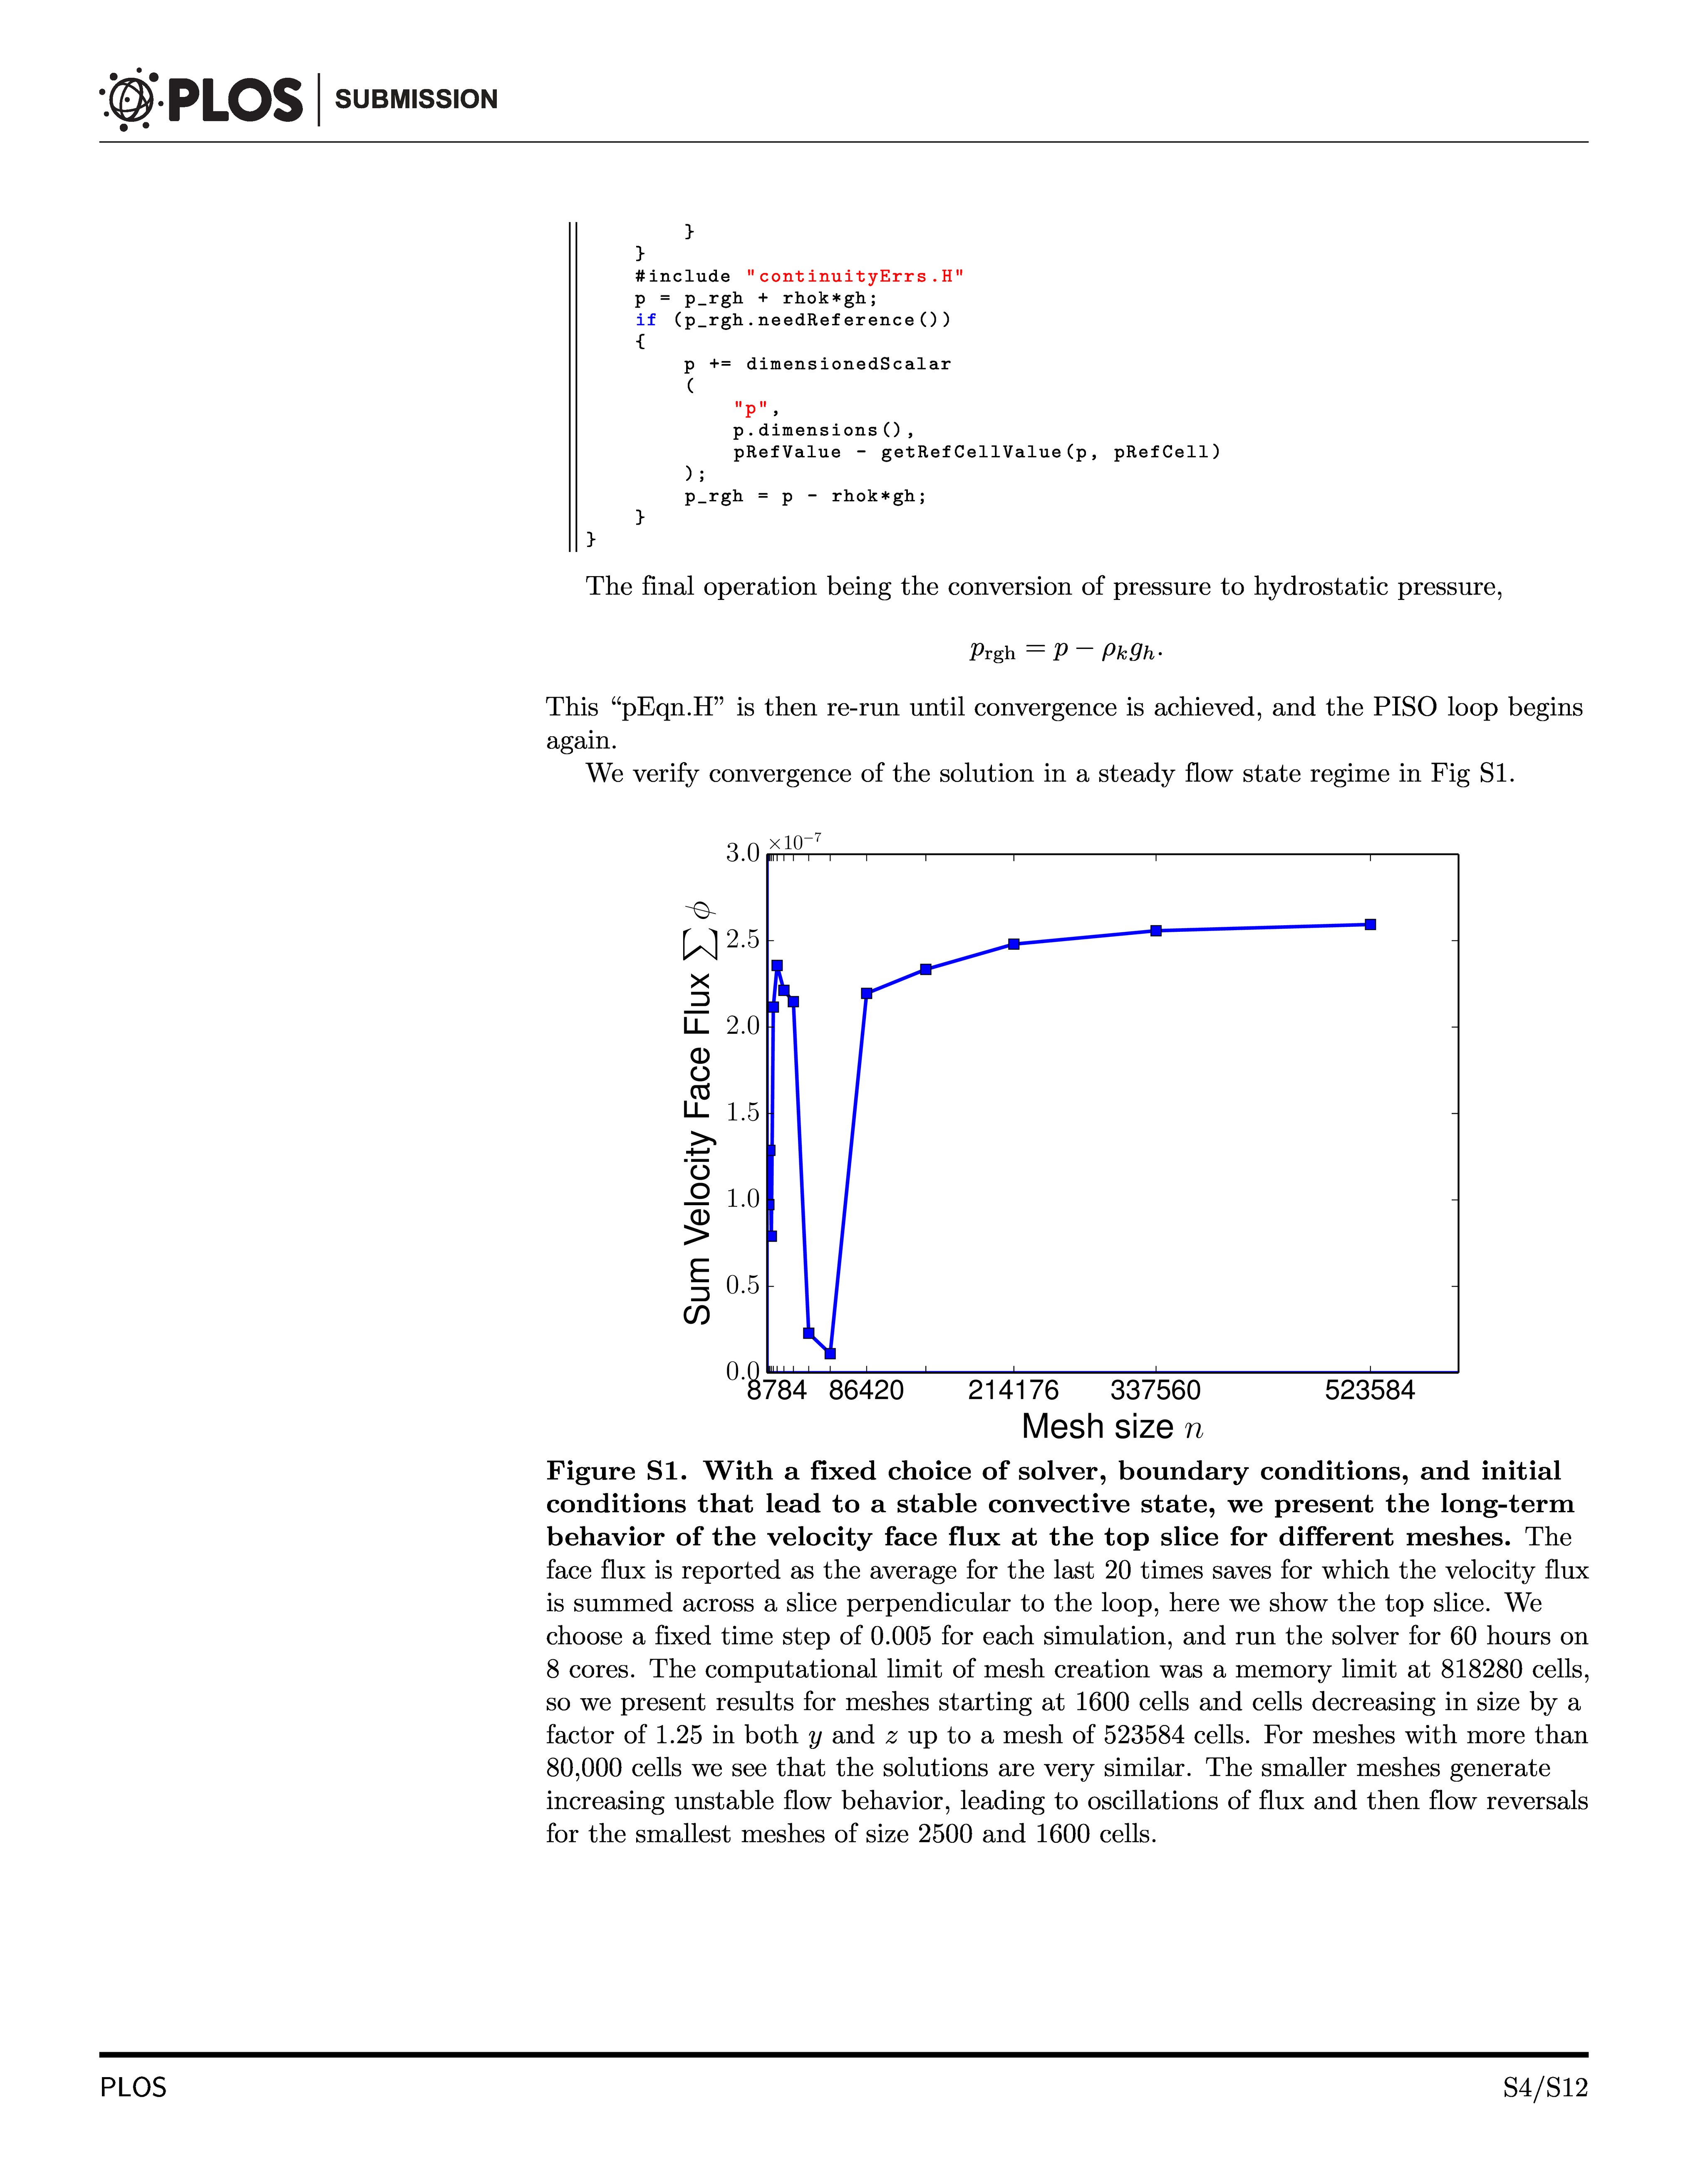 PLOS | SUBMISSION
}
}
#include "continuityErrs.H"
p = p_rgh + rhok*gh;
if (p_rgh.needReference())
{
p += dimensionedScalar
(
"p",
p.dimensions(),
pRefValue - getRefCellValue(p, pRefCell)
);
p_rgh = p - rhok*gh;
}
}
The final operation being the conversion of pressure to hydrostatic pressure,
p_rgh = p − ρ_k g_h.
This “pEqn.H” is then re-run until convergence is achieved, and the PISO loop begins
again.
We verify convergence of the solution in a steady flow state regime in Fig S1.
×10⁻⁷
3.0
2.5
2.0
1.5
1.0
0.5
0.0
Sum Velocity Face Flux ∑ ϕ
8784 86420 214176 337560 523584
Mesh size n
Figure S1. With a fixed choice of solver, boundary conditions, and initial
conditions that lead to a stable convective state, we present the long-term
behavior of the velocity face flux at the top slice for different meshes. The
face flux is reported as the average for the last 20 times saves for which the velocity flux
is summed across a slice perpendicular to the loop, here we show the top slice. We
choose a fixed time step of 0.005 for each simulation, and run the solver for 60 hours on
8 cores. The computational limit of mesh creation was a memory limit at 818280 cells,
so we present results for meshes starting at 1600 cells and cells decreasing in size by a
factor of 1.25 in both y and z up to a mesh of 523584 cells. For meshes with more than
80,000 cells we see that the solutions are very similar. The smaller meshes generate
increasing unstable flow behavior, leading to oscillations of flux and then flow reversals
for the smallest meshes of size 2500 and 1600 cells.
PLOS
S4/S12